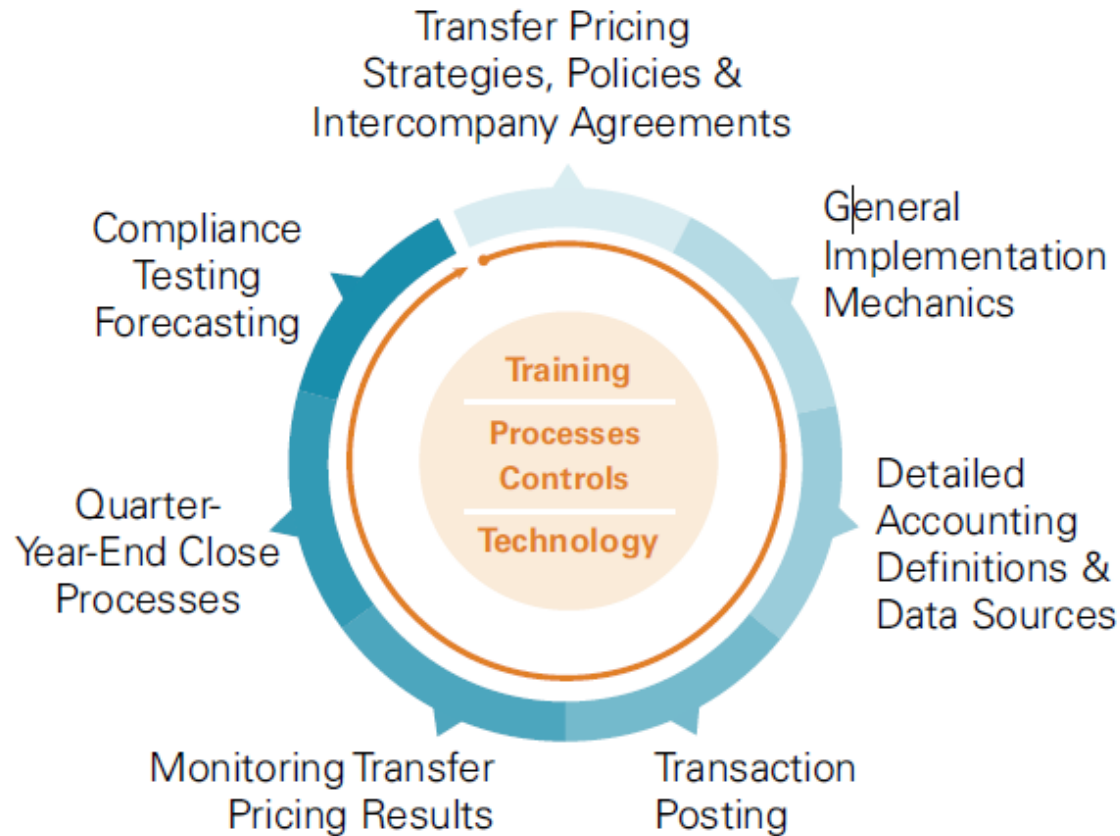 Transfer Pricing
Strategies, Policies &
Intercompany Agreements
General
Implementation
Mechanics
Detailed
Accounting
Definitions &
Data Sources
Transaction
Posting
Monitoring Transfer
Pricing Results
Quarter-
Year-End Close
Processes
Compliance
Testing
Forecasting
Training
Processes
Controls
Technology